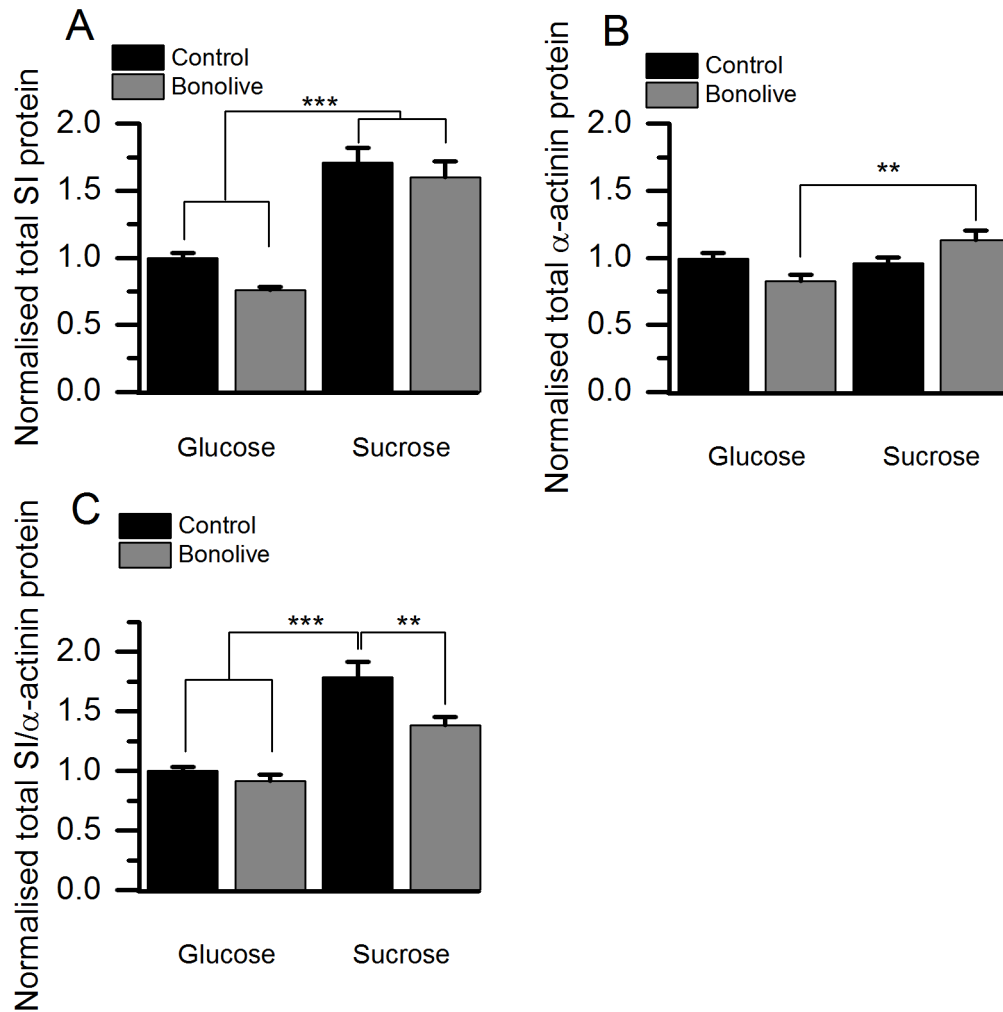 A
Control
Bonolive
***
Normalised total SI protein
2.0
1.5
1.0
0.5
0.0
Glucose Sucrose
B
Control
Bonolive
**
Normalised total α-actinin protein
2.0
1.5
1.0
0.5
0.0
Glucose Sucrose
C
Control
Bonolive
*** **
Normalised total SI/α-actinin protein
2.0
1.5
1.0
0.5
0.0
Glucose Sucrose